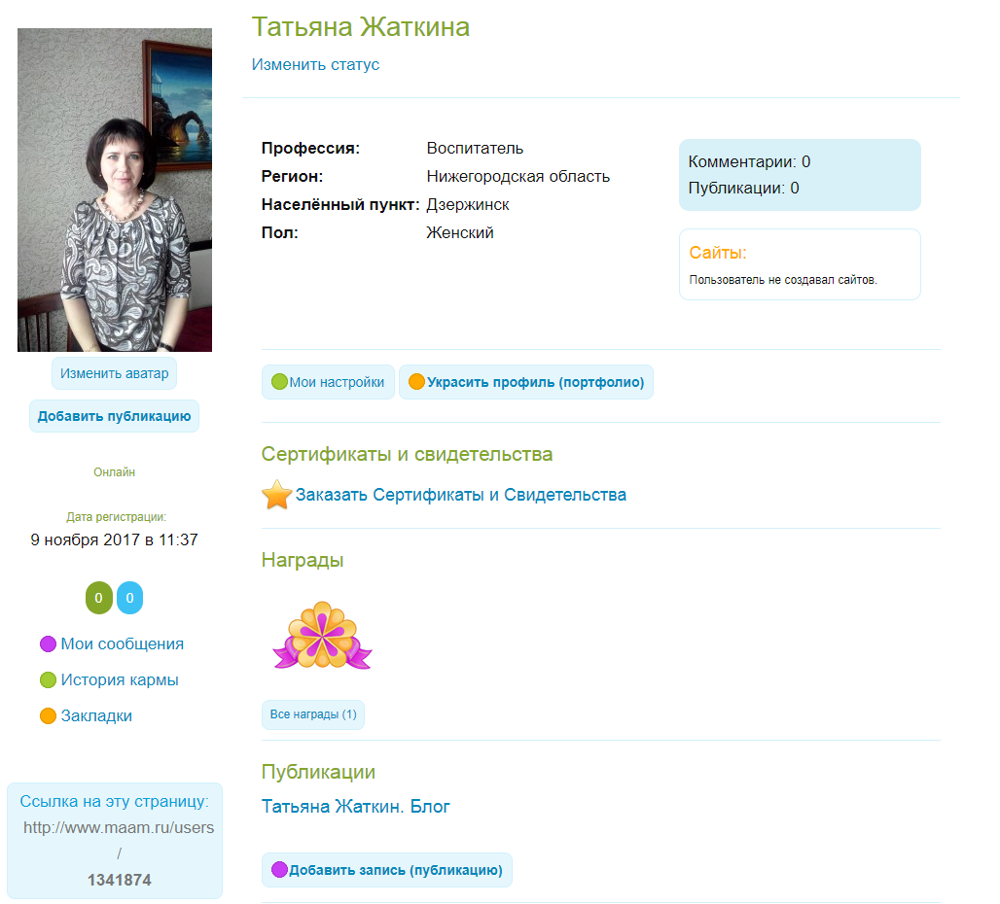 Татьяна Жаткина
Изменить статус
Профессия: Воспитатель
Регион: Нижегородская область
Населённый пункт: Дзержинск
Пол: Женский
Комментарии: 0
Публикации: 0
Сайты:
Пользователь не создавал сайтов.
Изменить аватар
Добавить публикацию
Онлайн
Дата регистрации:
9 ноября 2017 в 11:37
0 0
Мои сообщения
История кармы
Закладки
Ссылка на эту страницу:
http://www.maam.ru/users
/
1341874
Мои настройки
Украсить профиль (портфолио)
Сертификаты и свидетельства
Заказать Сертификаты и Свидетельства
Награды
Все награды (1)
Публикации
Татьяна Жаткин. Блог
Добавить запись (публикацию)